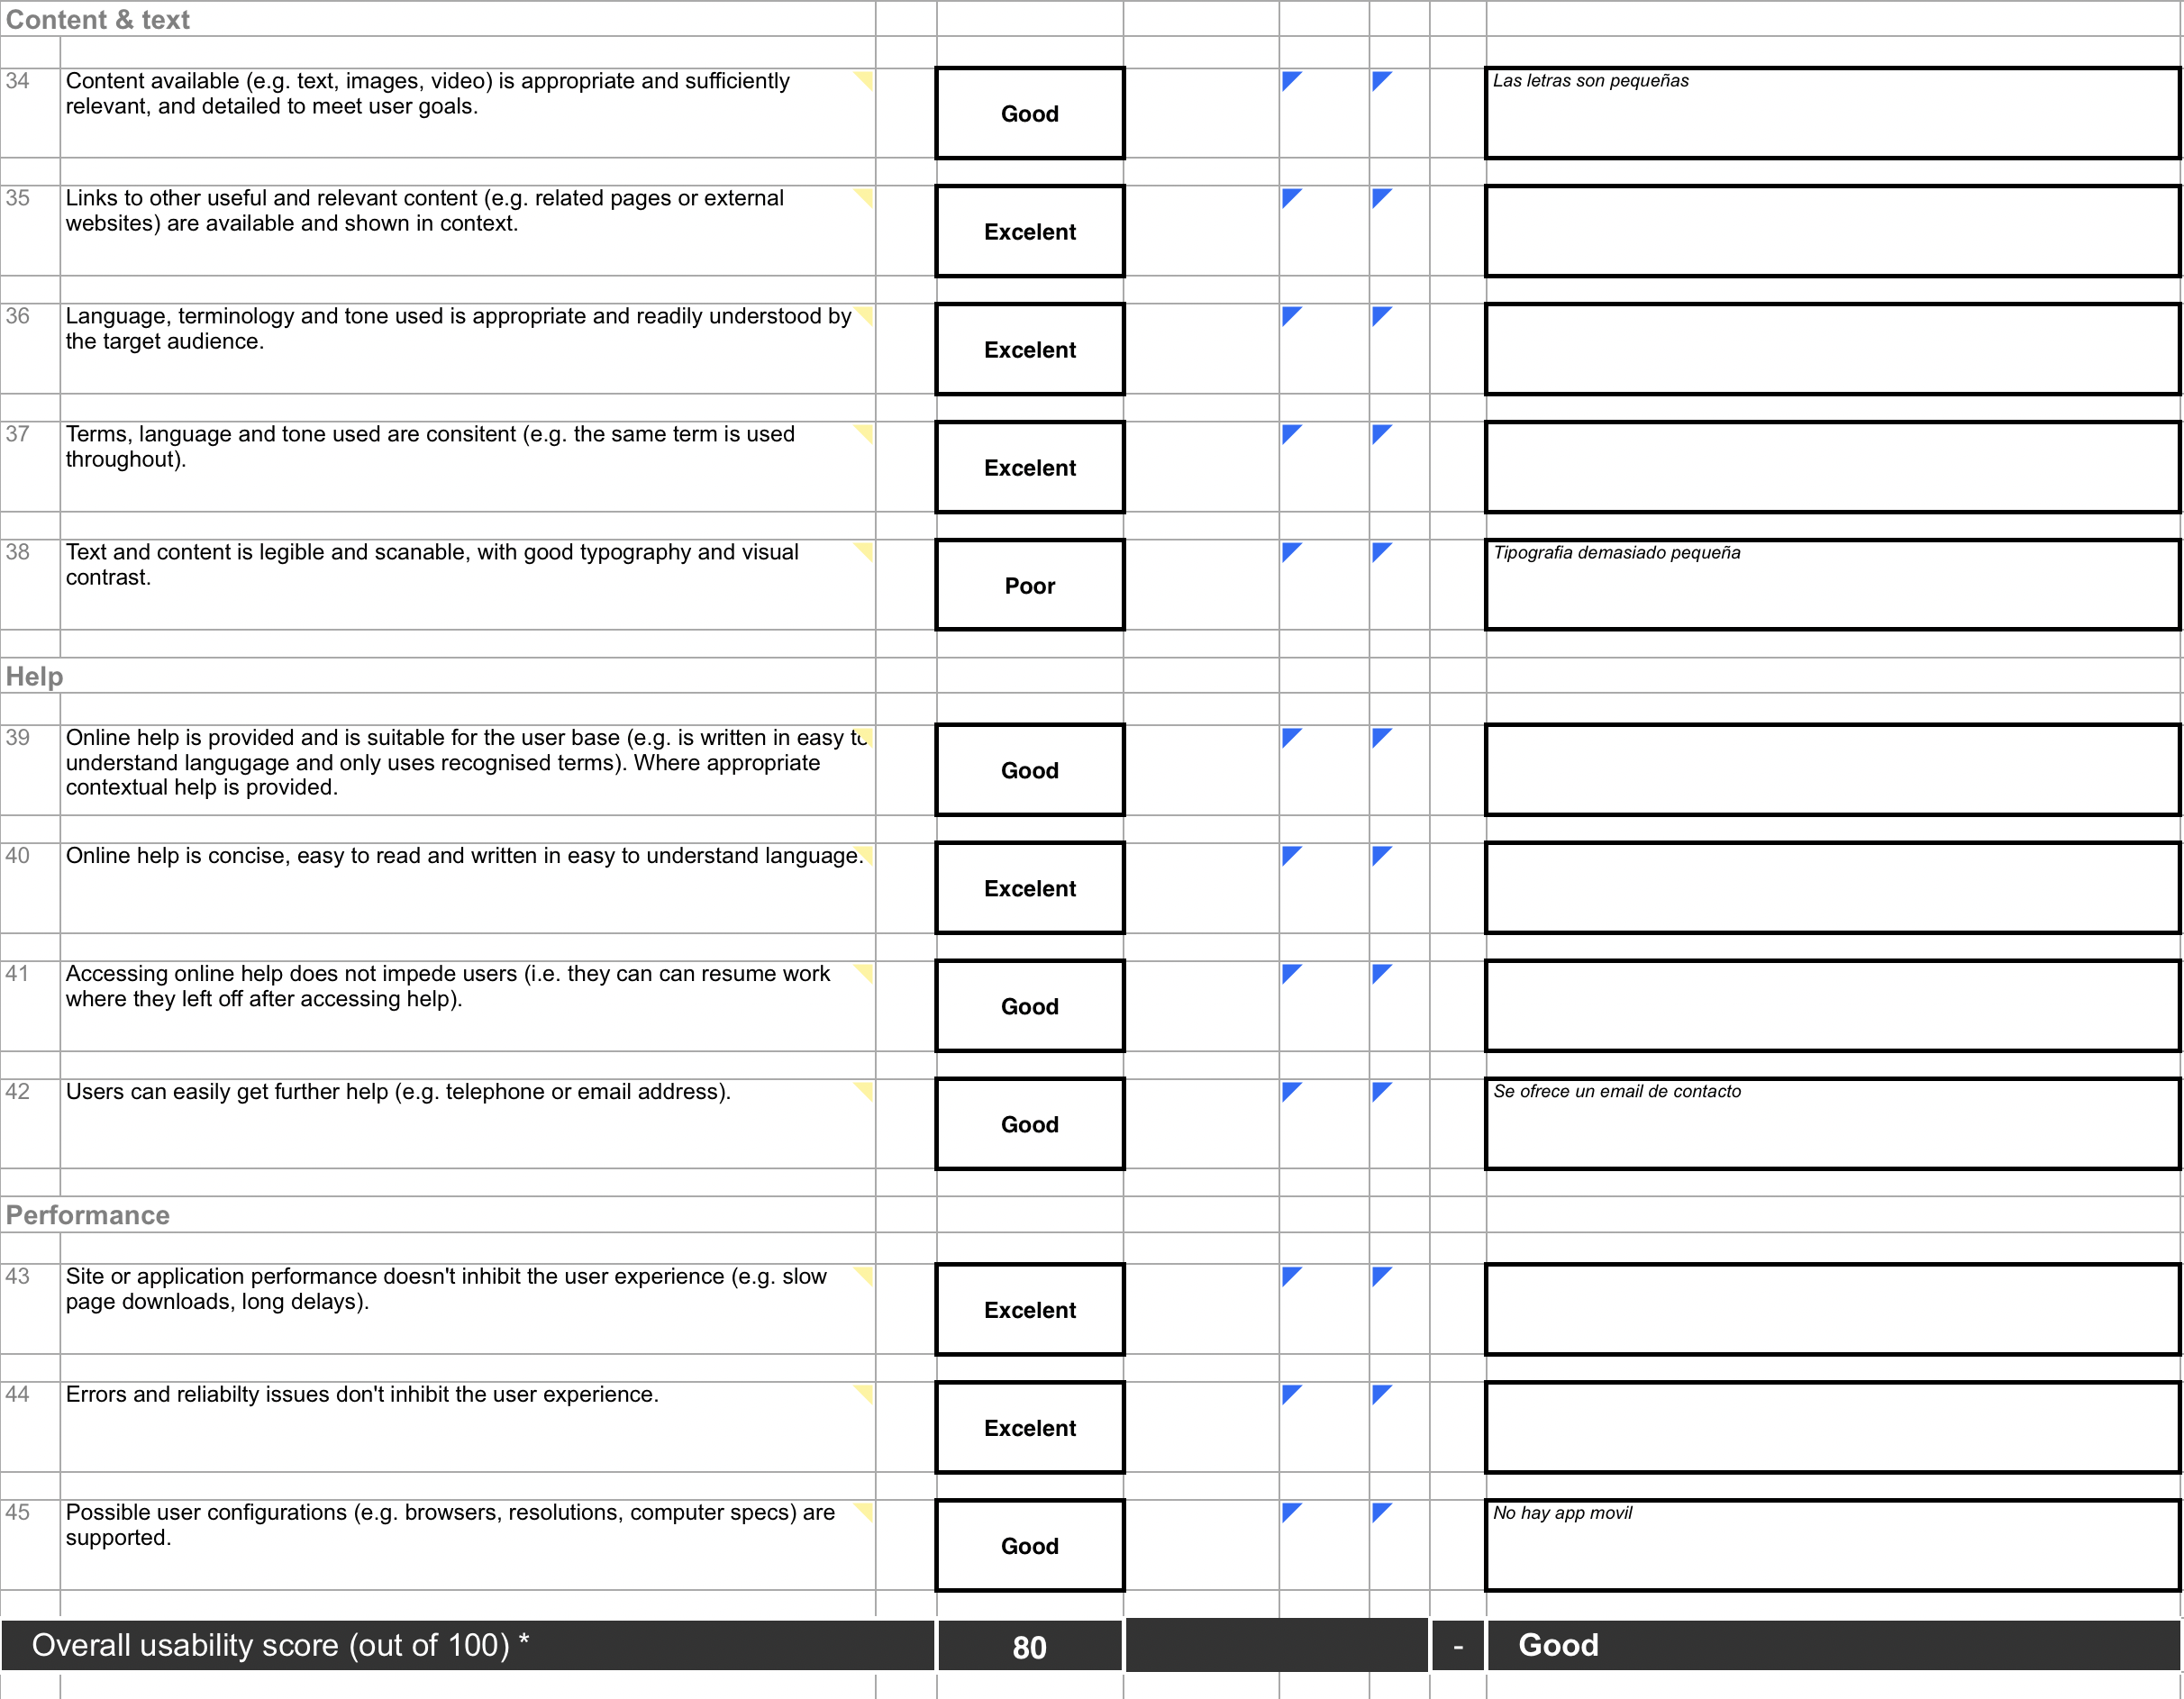 Content & text
34 Content available (e.g. text, images, video) is appropriate and sufficiently
relevant, and detailed to meet user goals.
Good
Las letras son pequeñas
35 Links to other useful and relevant content (e.g. related pages or external
websites) are available and shown in context.
Excelent
36 Language, terminology and tone used is appropriate and readily understood by
the target audience.
Excelent
37 Terms, language and tone used are consitent (e.g. the same term is used
throughout).
Excelent
38 Text and content is legible and scanable, with good typography and visual
contrast.
Poor
Tipografia demasiado pequeña
Help
39 Online help is provided and is suitable for the user base (e.g. is written in easy to
understand langugage and only uses recognised terms). Where appropriate
contextual help is provided.
Good
40 Online help is concise, easy to read and written in easy to understand language.
Excelent
41 Accessing online help does not impede users (i.e. they can can resume work
where they left off after accessing help).
Good
42 Users can easily get further help (e.g. telephone or email address).
Good
Se ofrece un email de contacto
Performance
43 Site or application performance doesn't inhibit the user experience (e.g. slow
page downloads, long delays).
Excelent
44 Errors and reliabilty issues don't inhibit the user experience.
Excelent
45 Possible user configurations (e.g. browsers, resolutions, computer specs) are
supported.
Good
No hay app movil
Overall usability score (out of 100) * 80 - Good